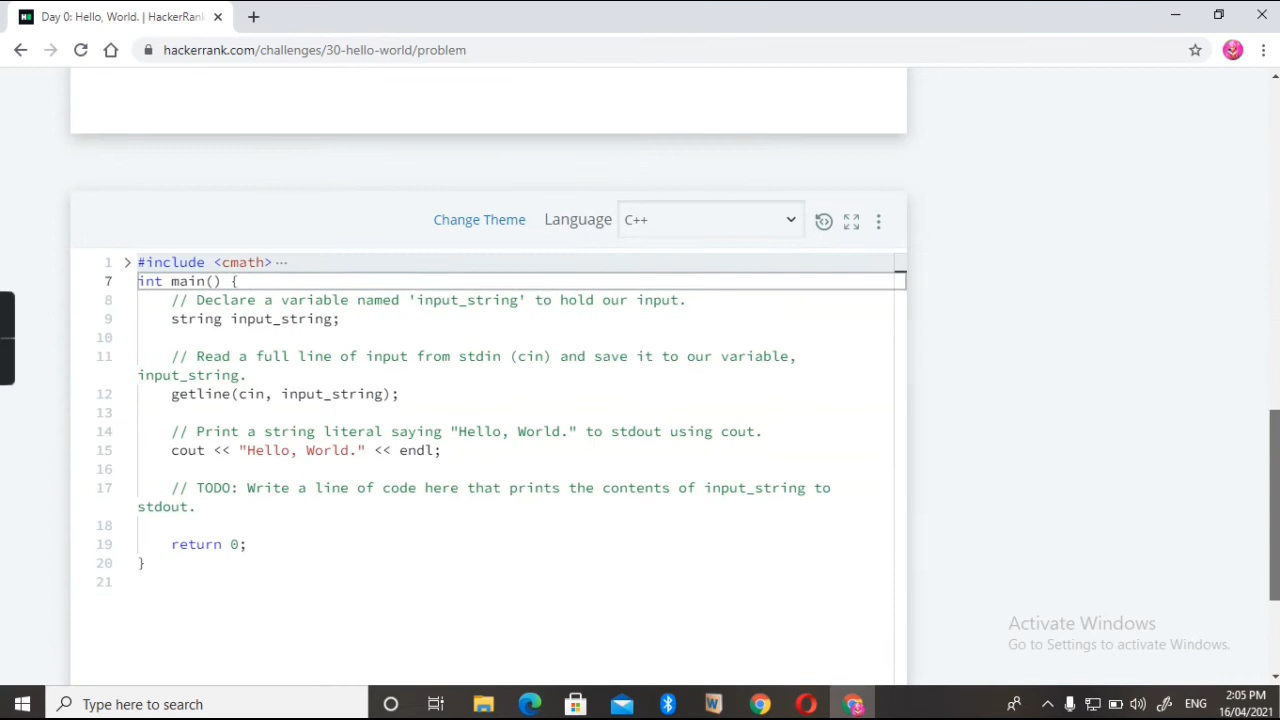 Day 0: Hello, World. | HackerRank
hackerrank.com/challenges/30-hello-world/problem
Change Theme Language C++
1 #include <cmath> ...
7 int main() {
8 // Declare a variable named 'input_string' to hold our input.
9 string input_string;
10
11 // Read a full line of input from stdin (cin) and save it to our variable,
input_string.
12 getline(cin, input_string);
13
14 // Print a string literal saying "Hello, World." to stdout using cout.
15 cout << "Hello, World." << endl;
16
17 // TODO: Write a line of code here that prints the contents of input_string to
stdout.
18
19 return 0;
20 }
21
Activate Windows
Go to Settings to activate Windows.
Type here to search
ENG
2:05 PM
16/04/2021